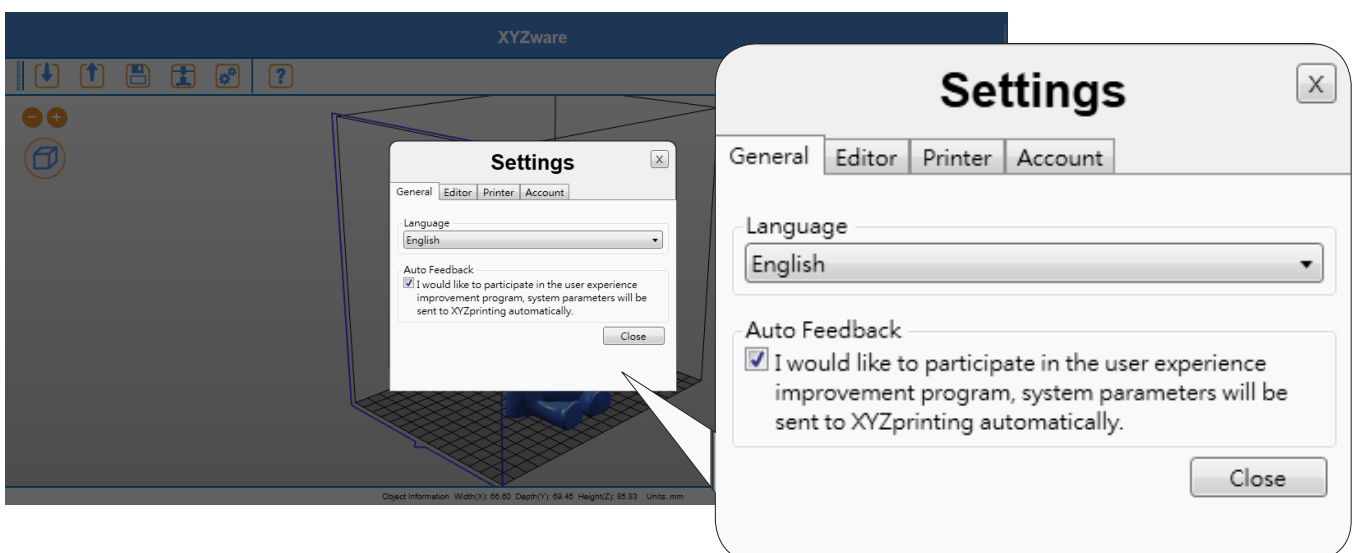 XYZware
?
Settings
X
General Editor Printer Account
Language
English
Auto Feedback
I would like to participate in the user experience
improvement program, system parameters will be
sent to XYZprinting automatically.
Close
Object Information Width(X): 66.60 Depth(Y): 69.46 Height(Z): 85.83 Units: mm
Settings
X
General Editor Printer Account
Language
English
Auto Feedback
I would like to participate in the user experience
improvement program, system parameters will be
sent to XYZprinting automatically.
Close